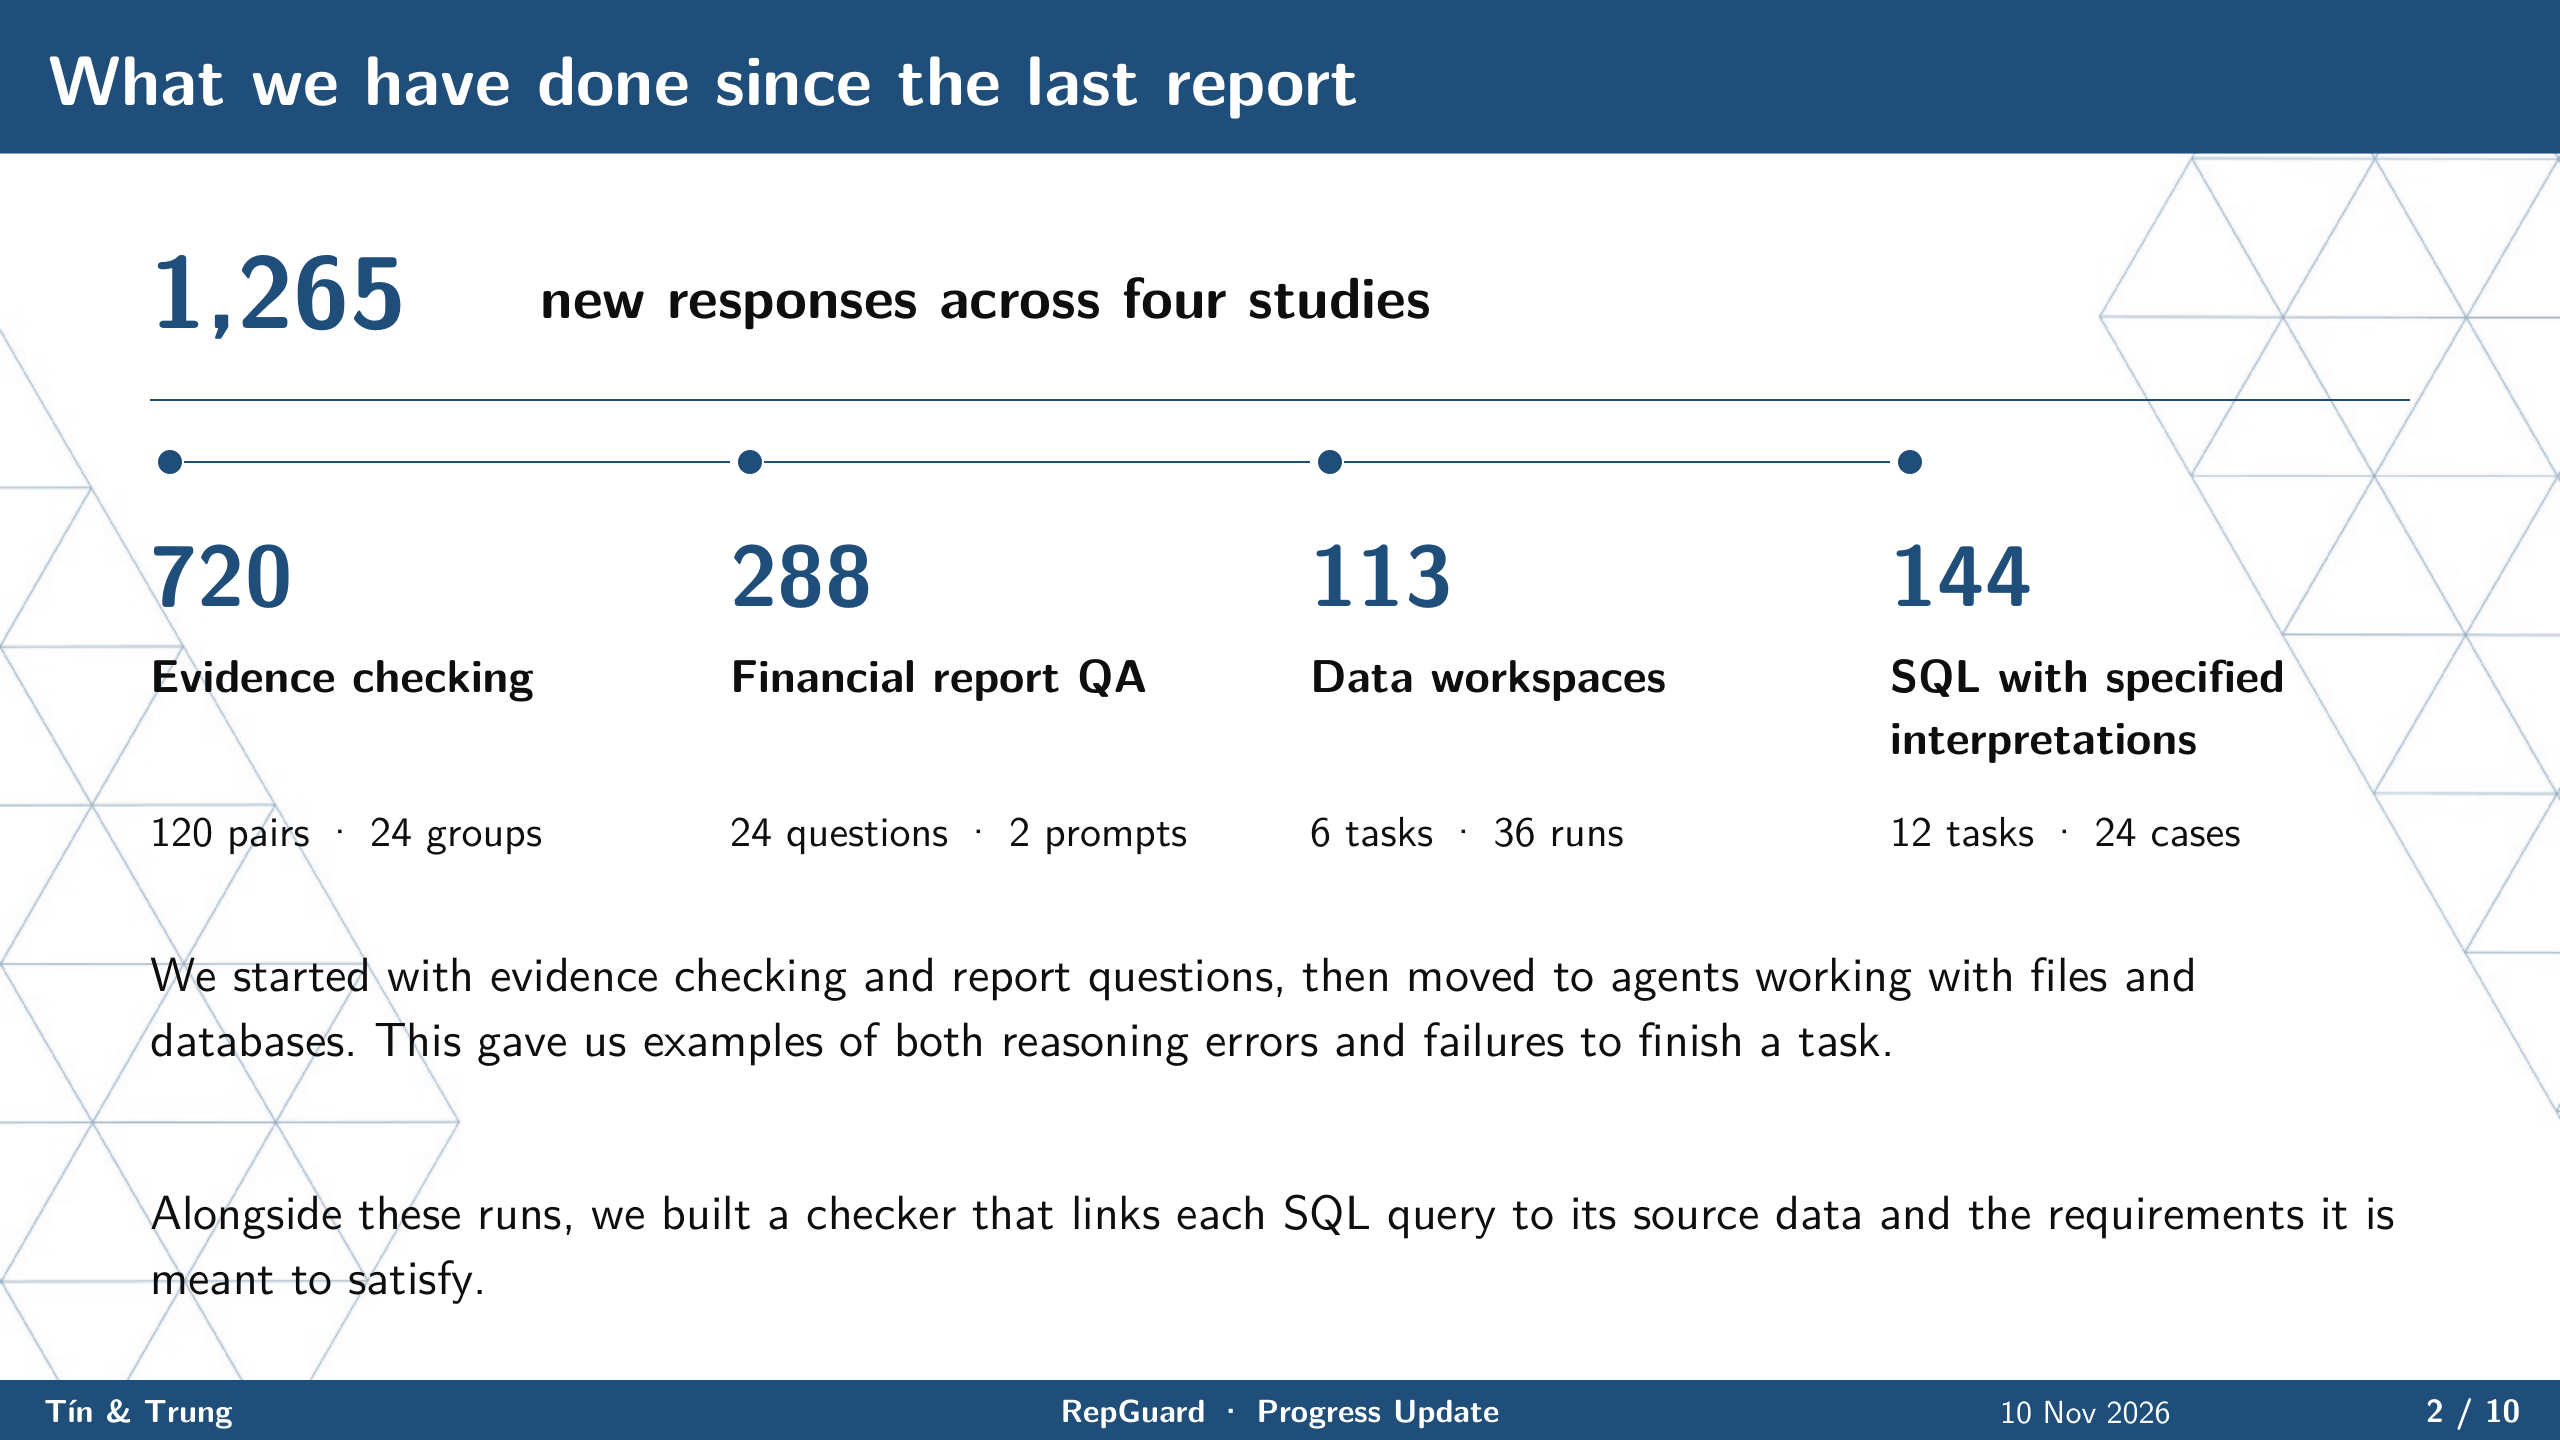 What we have done since the last report
1,265 new responses across four studies
720
Evidence checking
120 pairs · 24 groups
288
Financial report QA
24 questions · 2 prompts
113
Data workspaces
6 tasks · 36 runs
144
SQL with specified
interpretations
12 tasks · 24 cases
We started with evidence checking and report questions, then moved to agents working with files and
databases. This gave us examples of both reasoning errors and failures to finish a task.
Alongside these runs, we built a checker that links each SQL query to its source data and the requirements it is
meant to satisfy.
Tín & Trung
RepGuard · Progress Update
10 Nov 2026
2 / 10